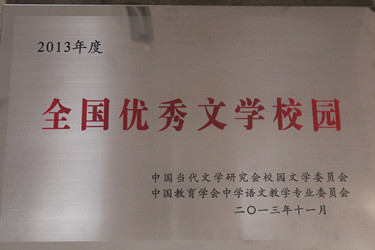 2013年度
全国优秀文学校园
中国当代文学研究会校园文学委员会
中国教育学会中学语文教学专业委员会
二〇一三年十一月